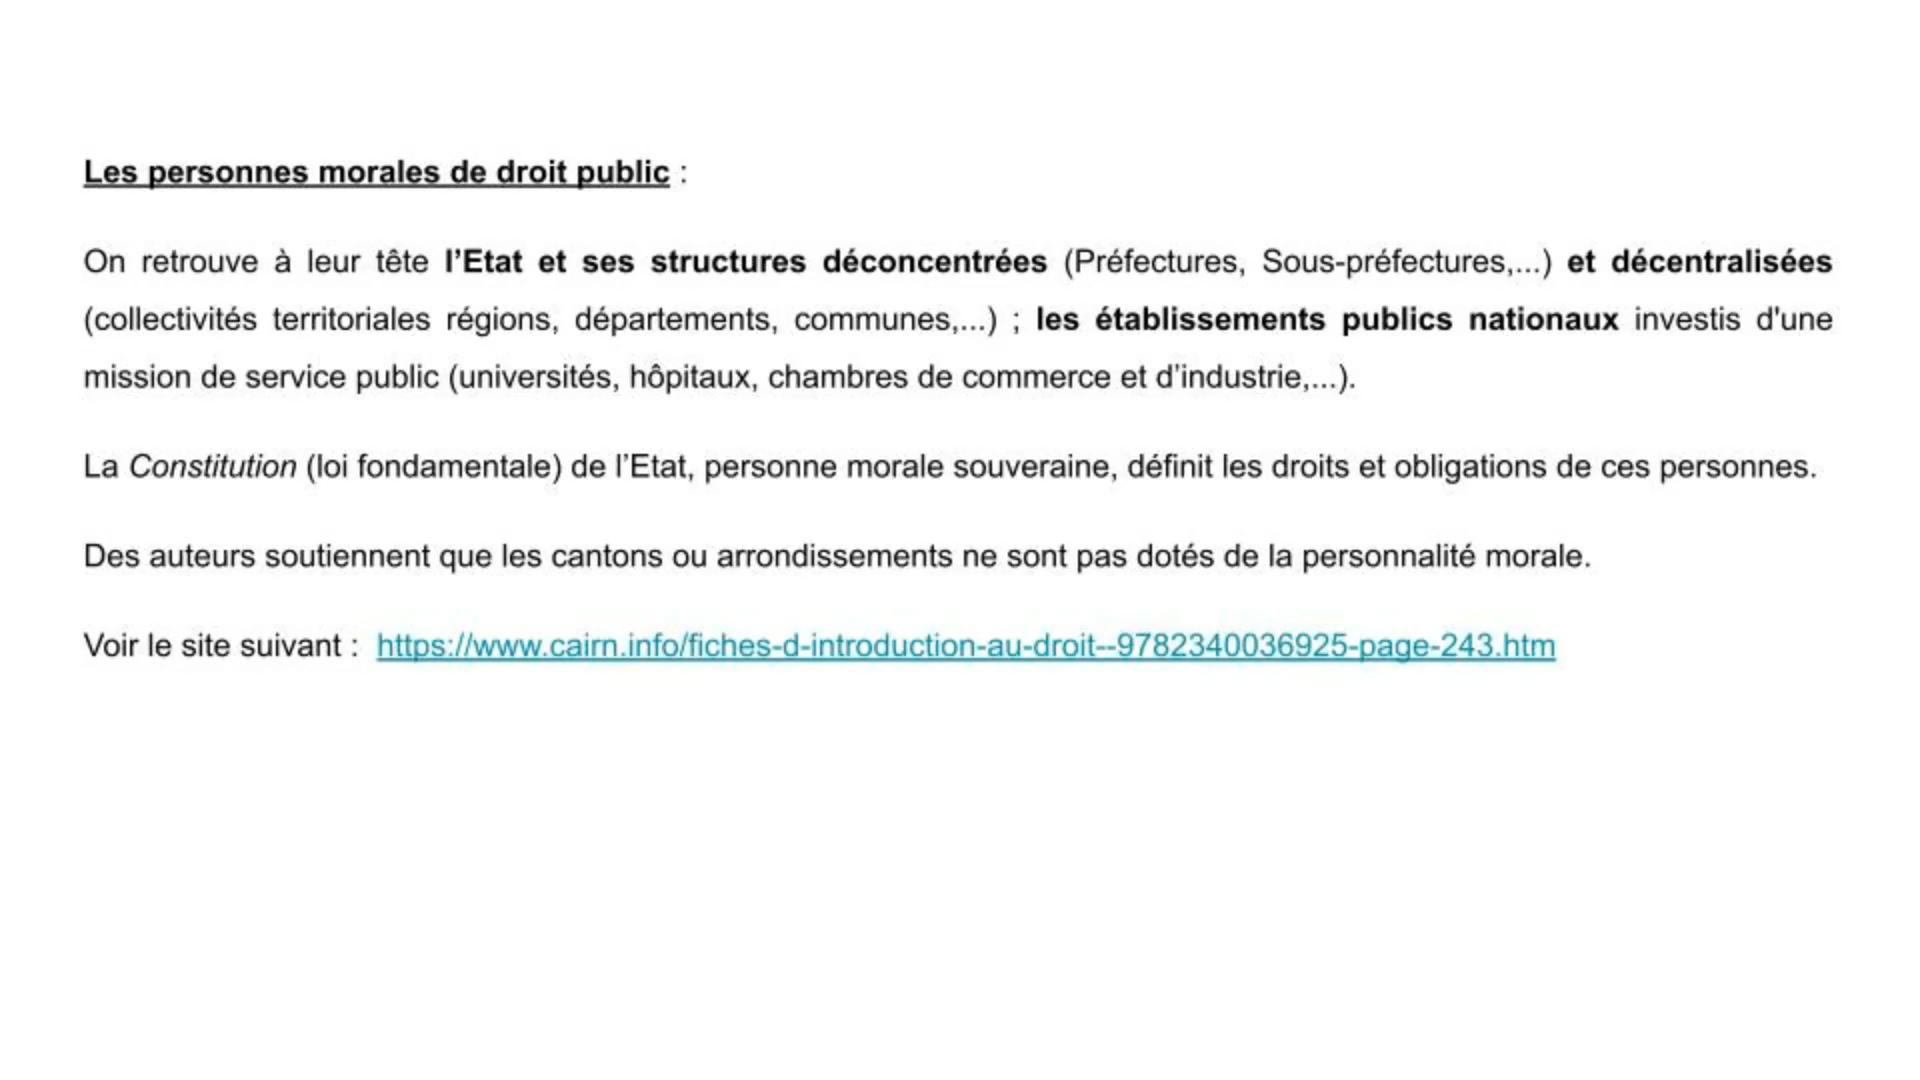 Les personnes morales de droit public :
On retrouve à leur tête l’Etat et ses structures déconcentrées (Préfectures, Sous-préfectures,...) et décentralisées
(collectivités territoriales régions, départements, communes,...) ; les établissements publics nationaux investis d'une
mission de service public (universités, hôpitaux, chambres de commerce et d’industrie,...).
La Constitution (loi fondamentale) de l’Etat, personne morale souveraine, définit les droits et obligations de ces personnes.
Des auteurs soutiennent que les cantons ou arrondissements ne sont pas dotés de la personnalité morale.
Voir le site suivant : https://www.cairn.info/fiches-d-introduction-au-droit--9782340036925-page-243.htm